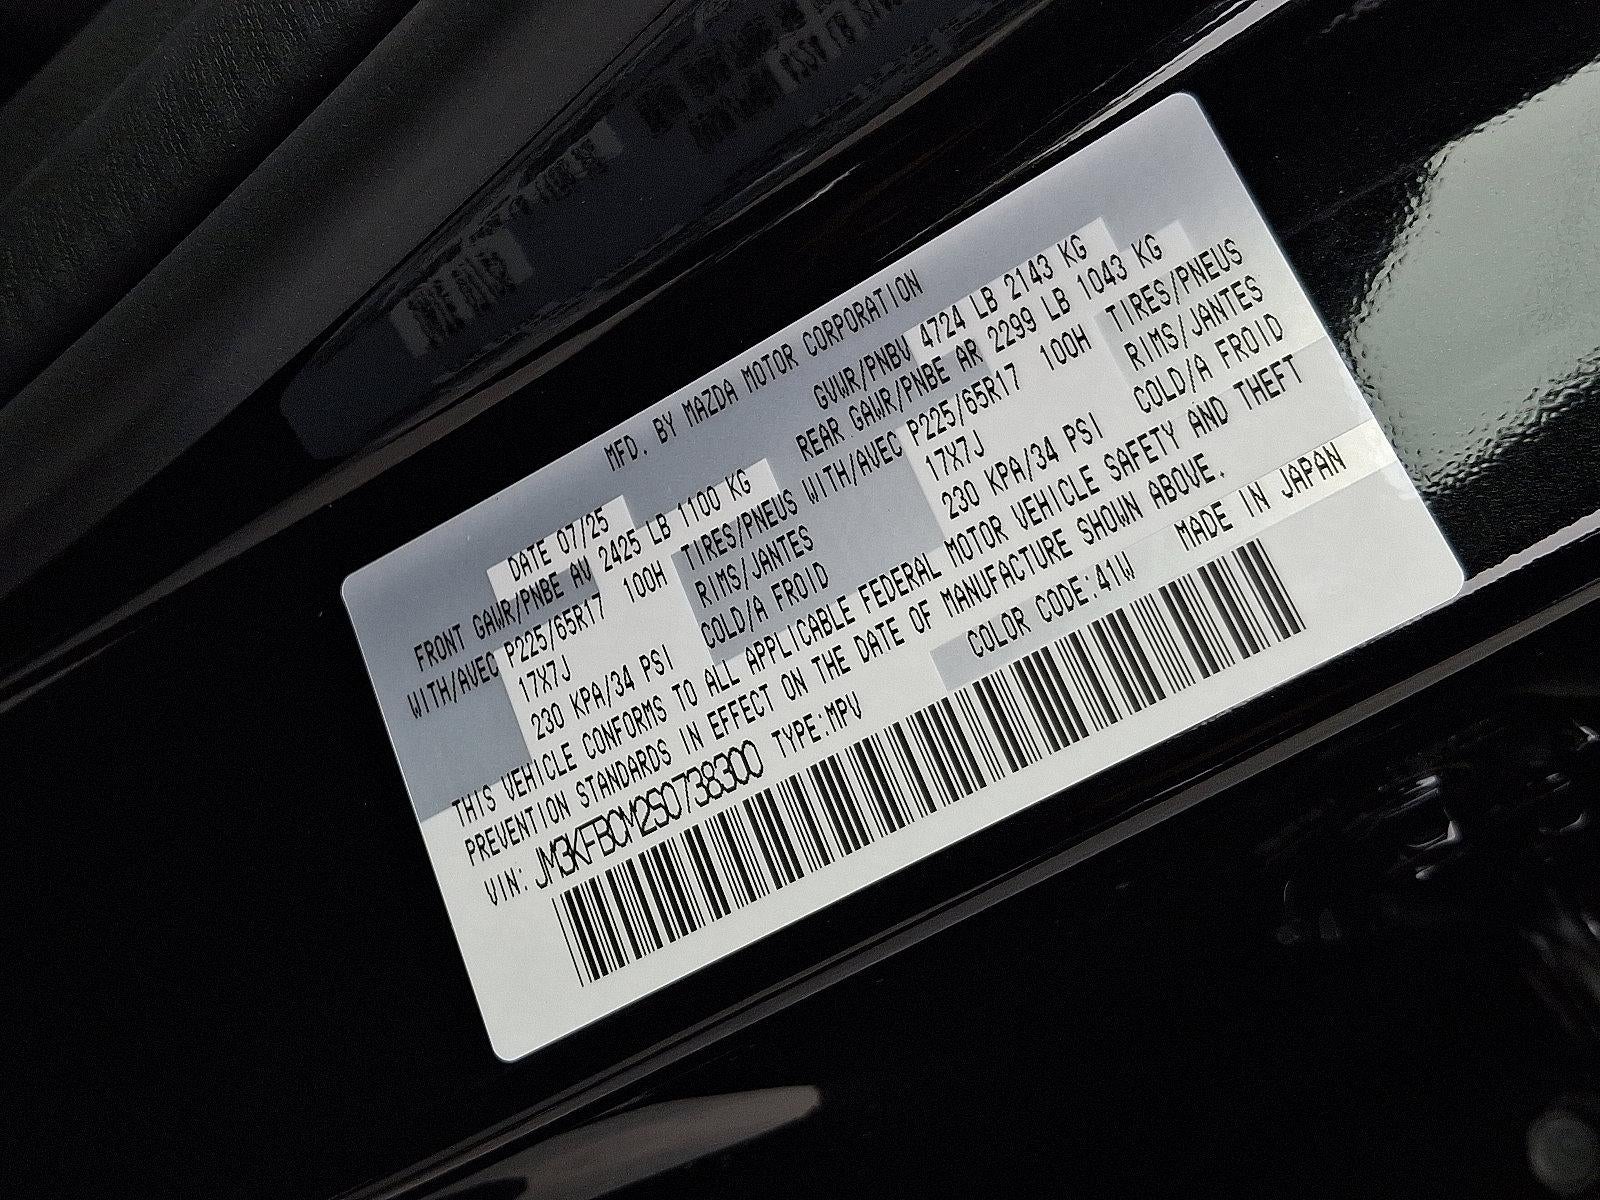 MFD. BY MAZDA MOTOR CORPORATION
DATE 07/25 GVWR/PNBV 4724 LB 2143 KG
FRONT GAWR/PNBE AV 2425 LB 1100 KG REAR GAWR/PNBE AR 2299 LB 1043 KG
WITH/AVEC P225/65R17 100H TIRES/PNEUS WITH/AVEC P225/65R17 100H TIRES/PNEUS
17X7J RIMS/JANTES 17X7J RIMS/JANTES
230 KPA/34 PSI COLD/A FROID 230 KPA/34 PSI COLD/A FROID
THIS VEHICLE CONFORMS TO ALL APPLICABLE FEDERAL MOTOR VEHICLE SAFETY AND THEFT
PREVENTION STANDARDS IN EFFECT ON THE DATE OF MANUFACTURE SHOWN ABOVE.
VIN: JM3KFBCM2S0738300 TYPE:MPV COLOR CODE:41W MADE IN JAPAN